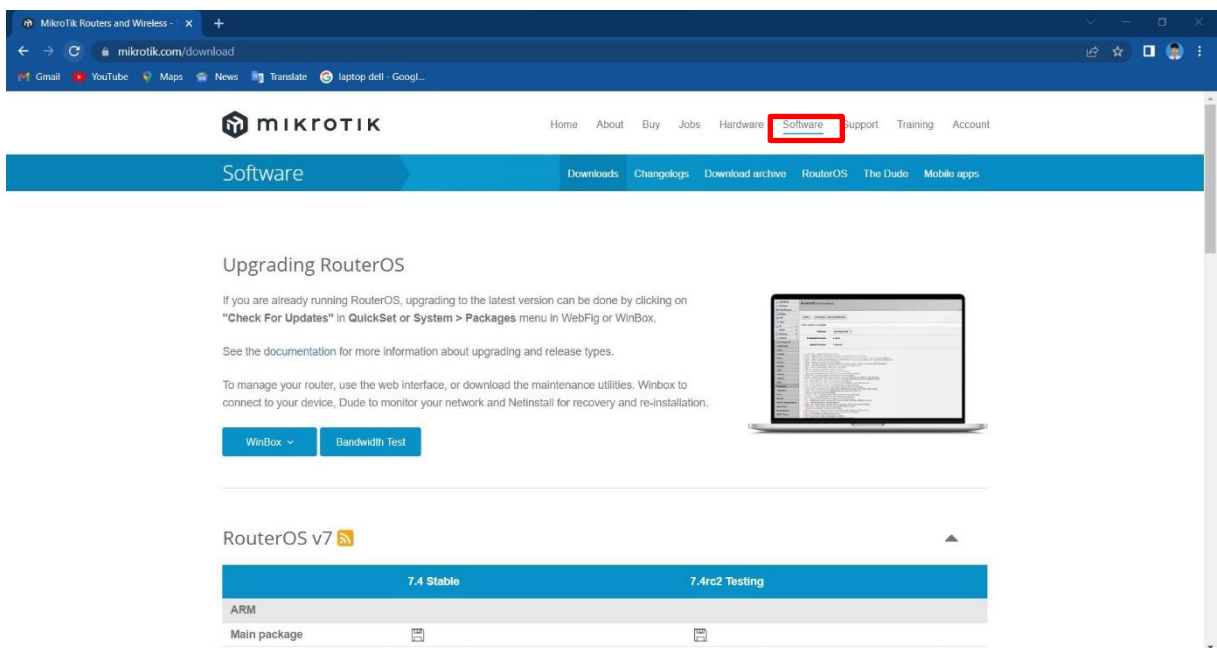 MikroTik Routers and Wireless -
mikrotik.com/download
Gmail YouTube Maps News Translate laptop dell - Googl...
mikrotik Home About Buy Jobs Hardware Software Support Training Account
Software Downloads Changelogs Download archive RouterOS The Dude Mobile apps
Upgrading RouterOS
If you are already running RouterOS, upgrading to the latest version can be done by clicking on
"Check For Updates" in QuickSet or System > Packages menu in WebFig or WinBox.
See the documentation for more information about upgrading and release types.
To manage your router, use the web interface, or download the maintenance utilities. Winbox to
connect to your device, Dude to monitor your network and Netinstall for recovery and re-installation.
WinBox Bandwidth Test
RouterOS v7
7.4 Stable 7.4rc2 Testing
ARM
Main package